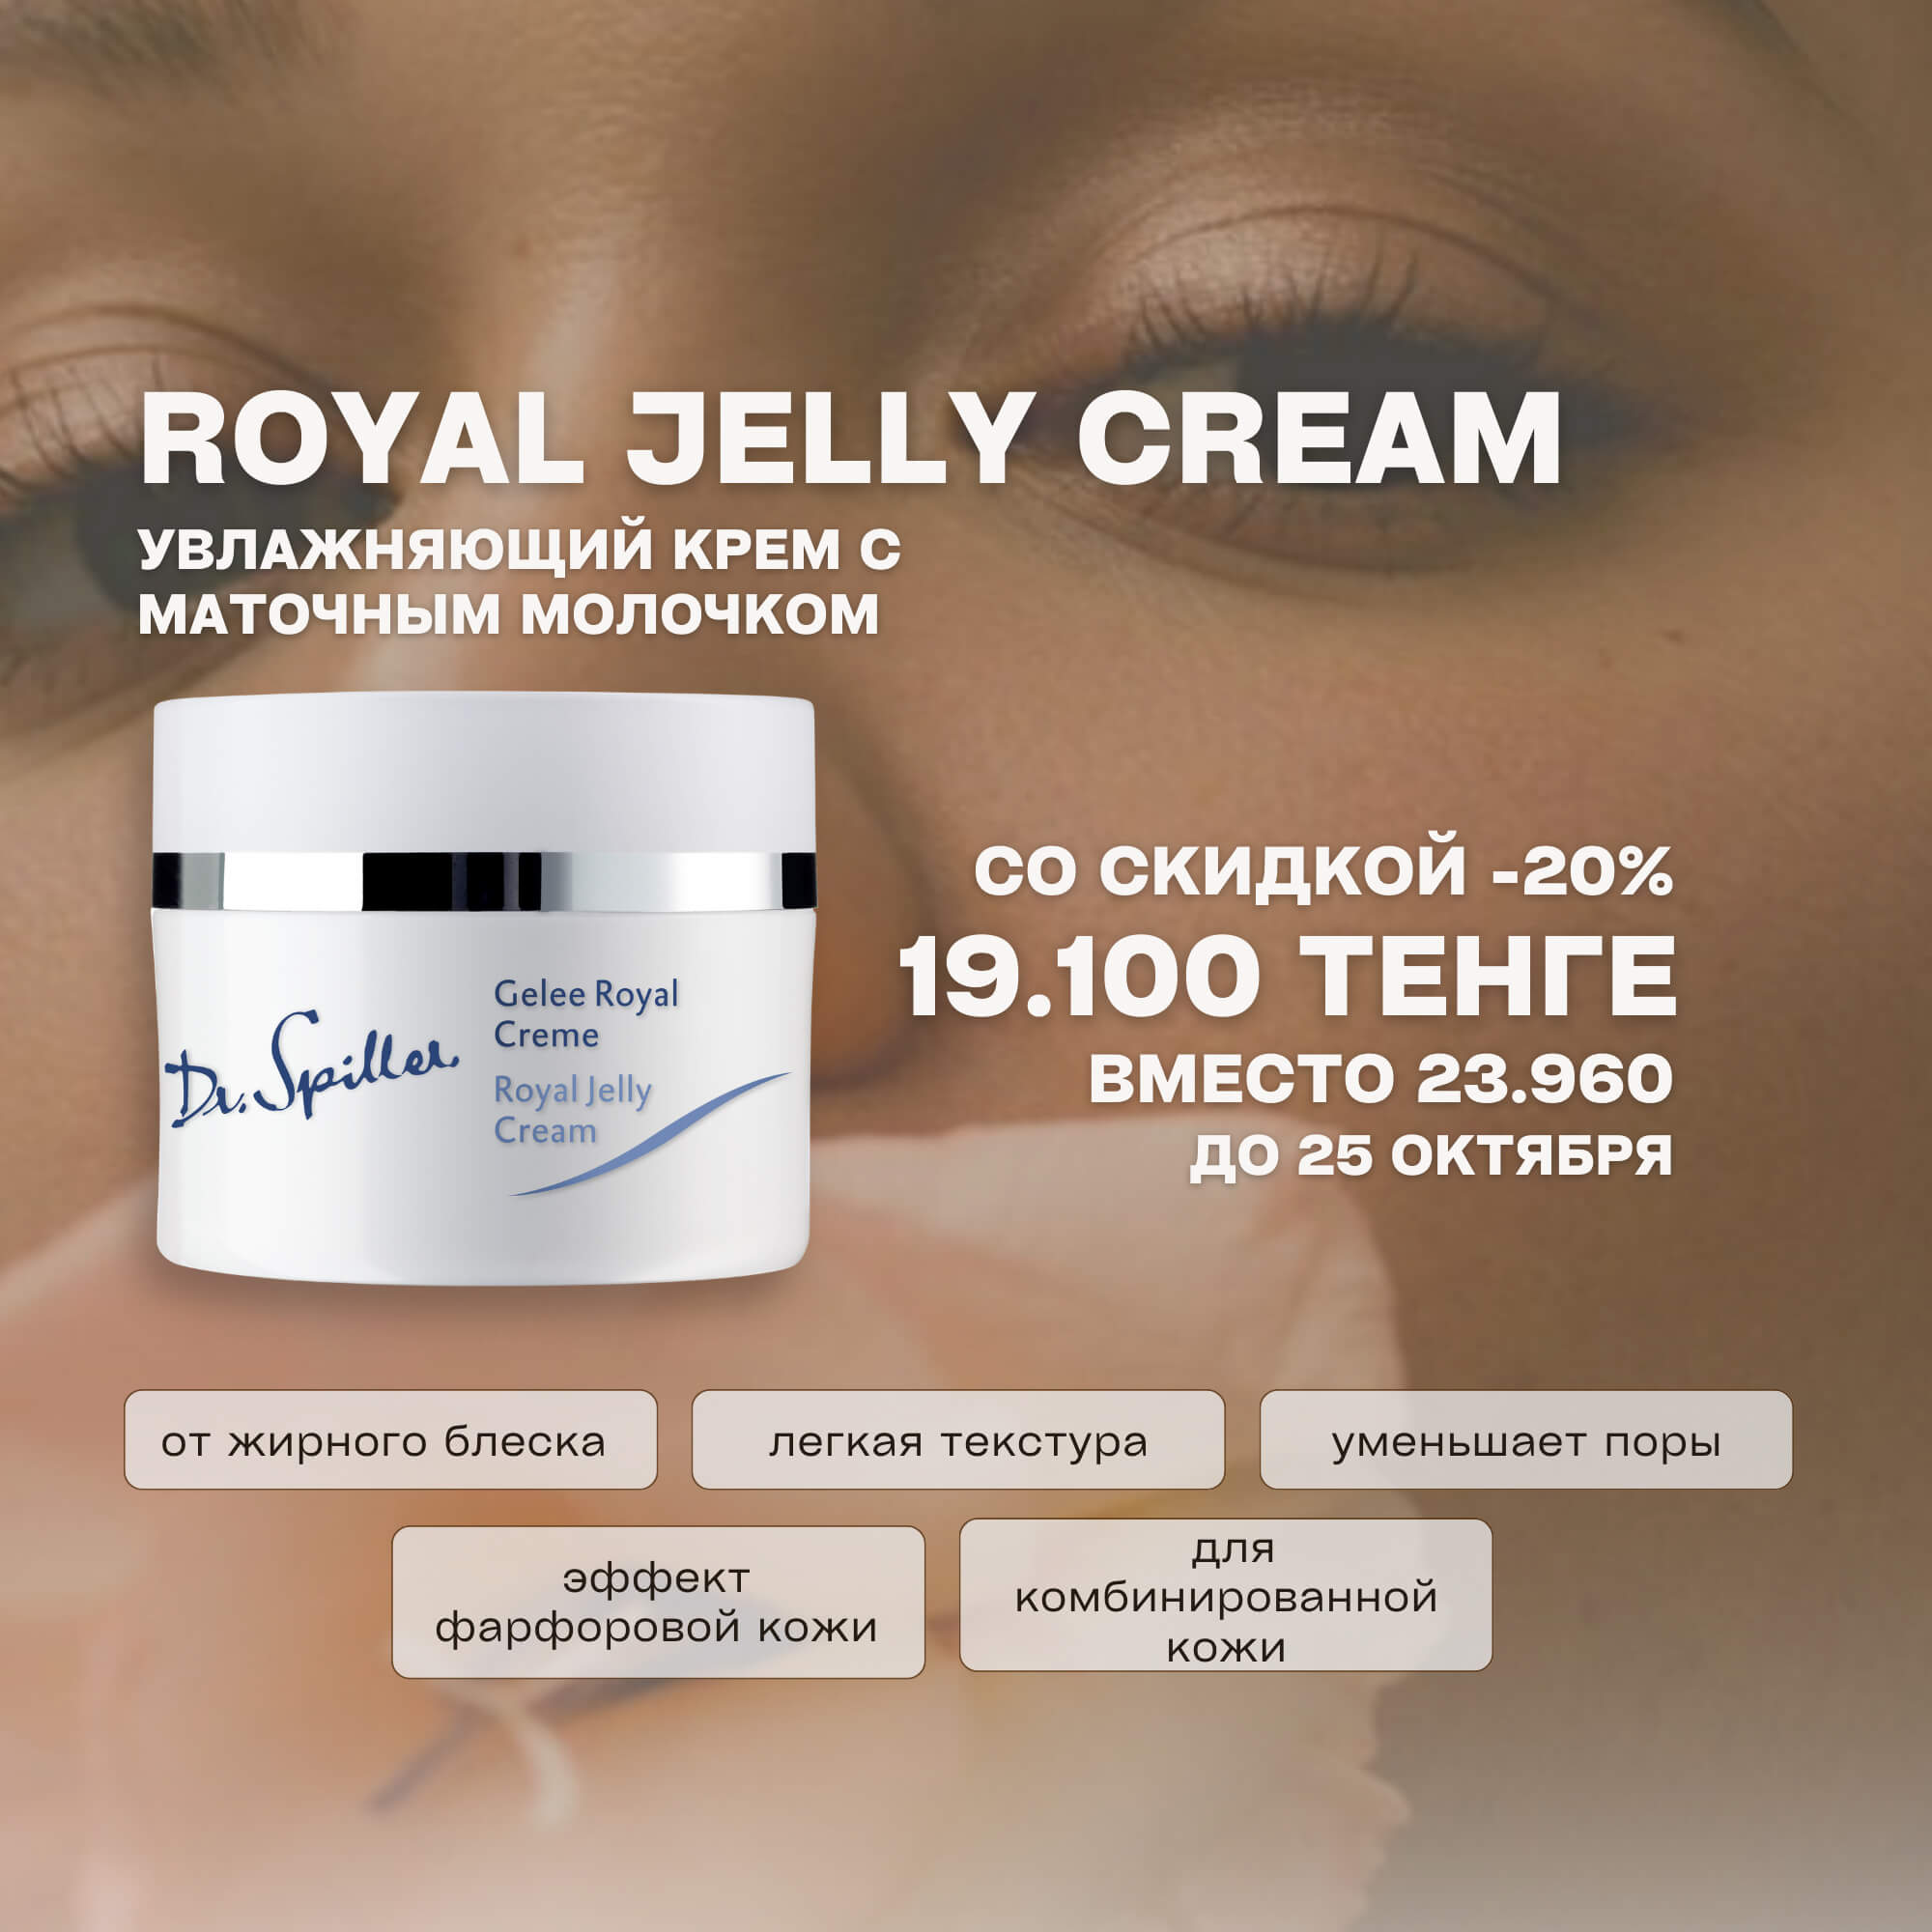 ROYAL JELLY CREAM
УВЛАЖНЯЮЩИЙ КРЕМ С
МАТОЧНЫМ МОЛОЧКОМ
Dr. Spiller
Gelee Royal
Creme
Royal Jelly
Cream
СО СКИДКОЙ -20%
19.100 ТЕНГЕ
ВМЕСТО 23.960
ДО 25 ОКТЯБРЯ
от жирного блеска
легкая текстура
уменьшает поры
эффект
фарфоровой кожи
для
комбинированной
кожи